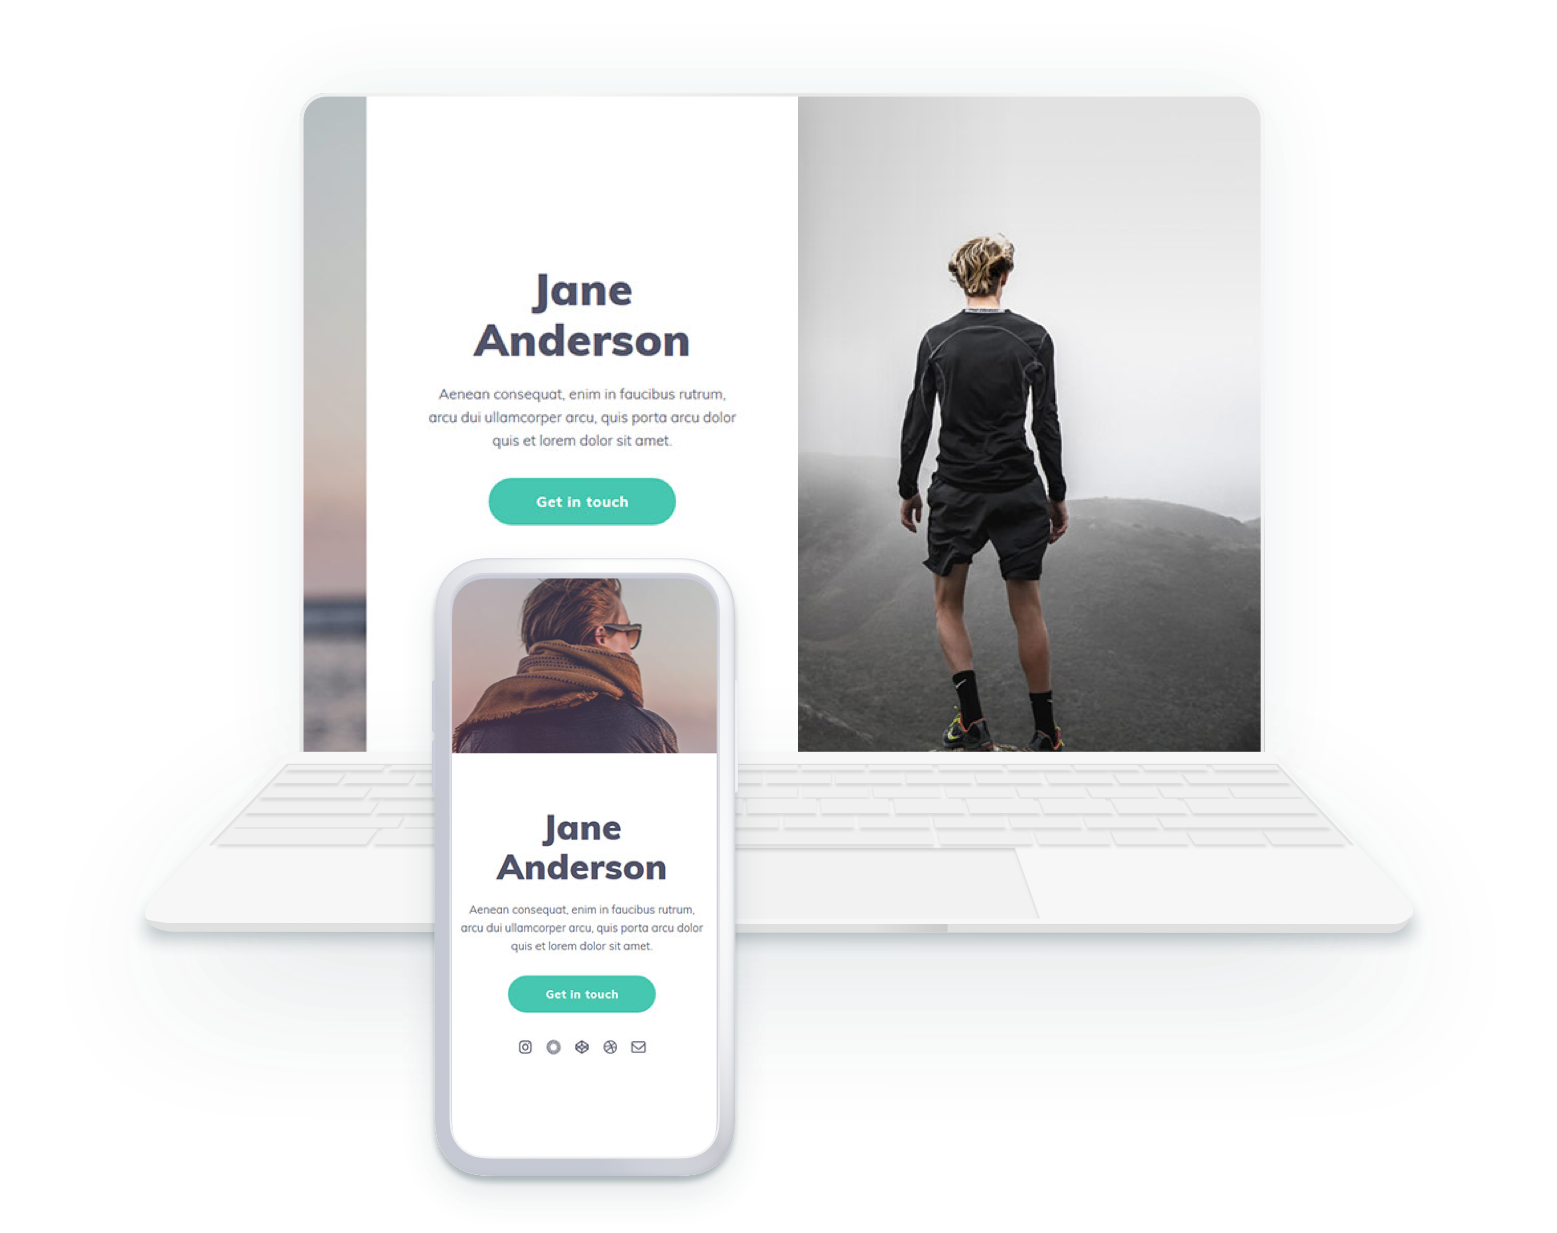 Jane
Anderson
Aenean consequat, enim in faucibus rutrum,
arcu dui ullamcorper arcu, quis porta arcu dolor
quis et lorem dolor sit amet.
Get in touch
Jane
Anderson
Aenean consequat, enim in faucibus rutrum,
arcu dui ullamcorper arcu, quis porta arcu dolor
quis et lorem dolor sit amet.
Get in touch